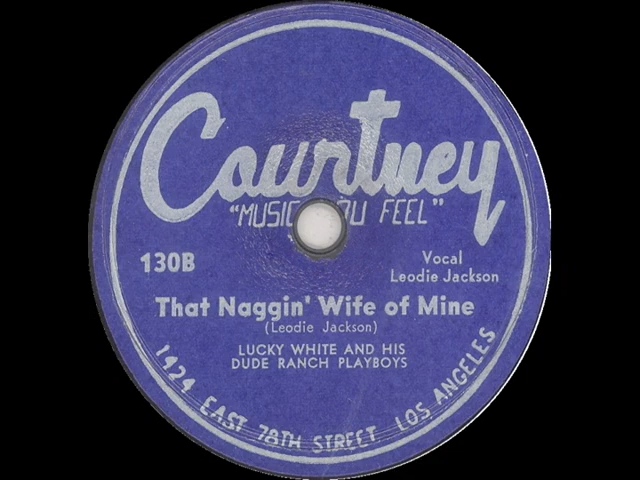 Courtney
"MUSIC YOU FEEL"
130B
Vocal
Leodie Jackson
That Naggin' Wife of Mine
(Leodie Jackson)
LUCKY WHITE AND HIS
DUDE RANCH PLAYBOYS
1424 EAST 78TH STREET LOS ANGELES